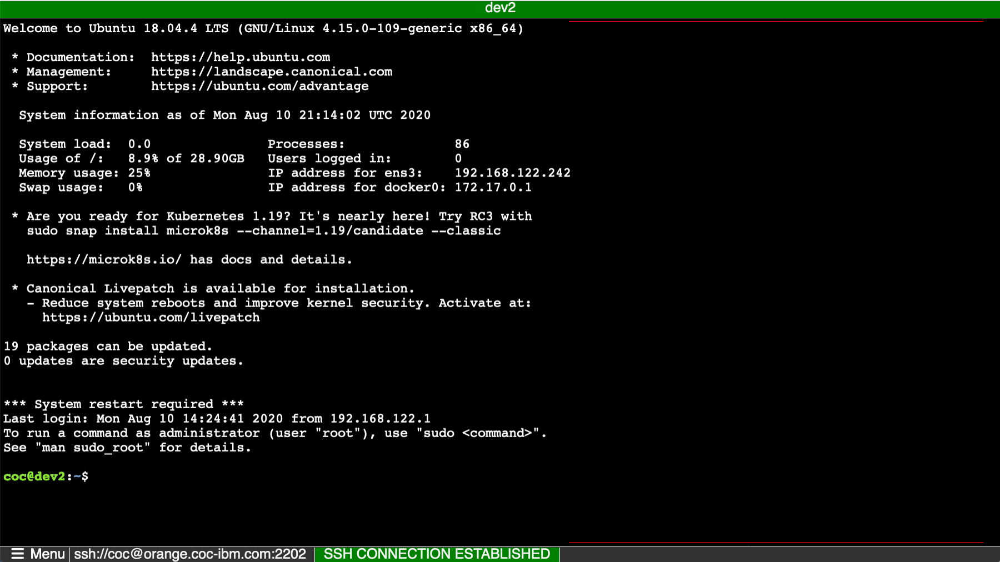 dev2
Welcome to Ubuntu 18.04.4 LTS (GNU/Linux 4.15.0-109-generic x86_64)
* Documentation:  https://help.ubuntu.com
* Management:     https://landscape.canonical.com
* Support:        https://ubuntu.com/advantage
System information as of Mon Aug 10 21:14:02 UTC 2020
System load:  0.0               Processes:              86
Usage of /:   8.9% of 28.90GB   Users logged in:        0
Memory usage: 25%               IP address for ens3:    192.168.122.242
Swap usage:   0%                IP address for docker0: 172.17.0.1
* Are you ready for Kubernetes 1.19? It's nearly here! Try RC3 with
sudo snap install microk8s --channel=1.19/candidate --classic
https://microk8s.io/ has docs and details.
* Canonical Livepatch is available for installation.
- Reduce system reboots and improve kernel security. Activate at:
https://ubuntu.com/livepatch
19 packages can be updated.
0 updates are security updates.
*** System restart required ***
Last login: Mon Aug 10 14:24:41 2020 from 192.168.122.1
To run a command as administrator (user "root"), use "sudo <command>".
See "man sudo_root" for details.
coc@dev2:~$
☰ Menu ssh://coc@orange.coc-ibm.com:2202 SSH CONNECTION ESTABLISHED